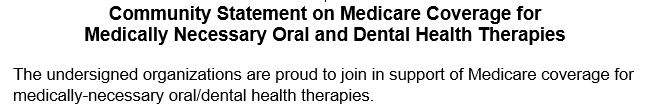 Community Statement on Medicare Coverage for
Medically Necessary Oral and Dental Health Therapies
The undersigned organizations are proud to join in support of Medicare coverage for
medically-necessary oral/dental health therapies.